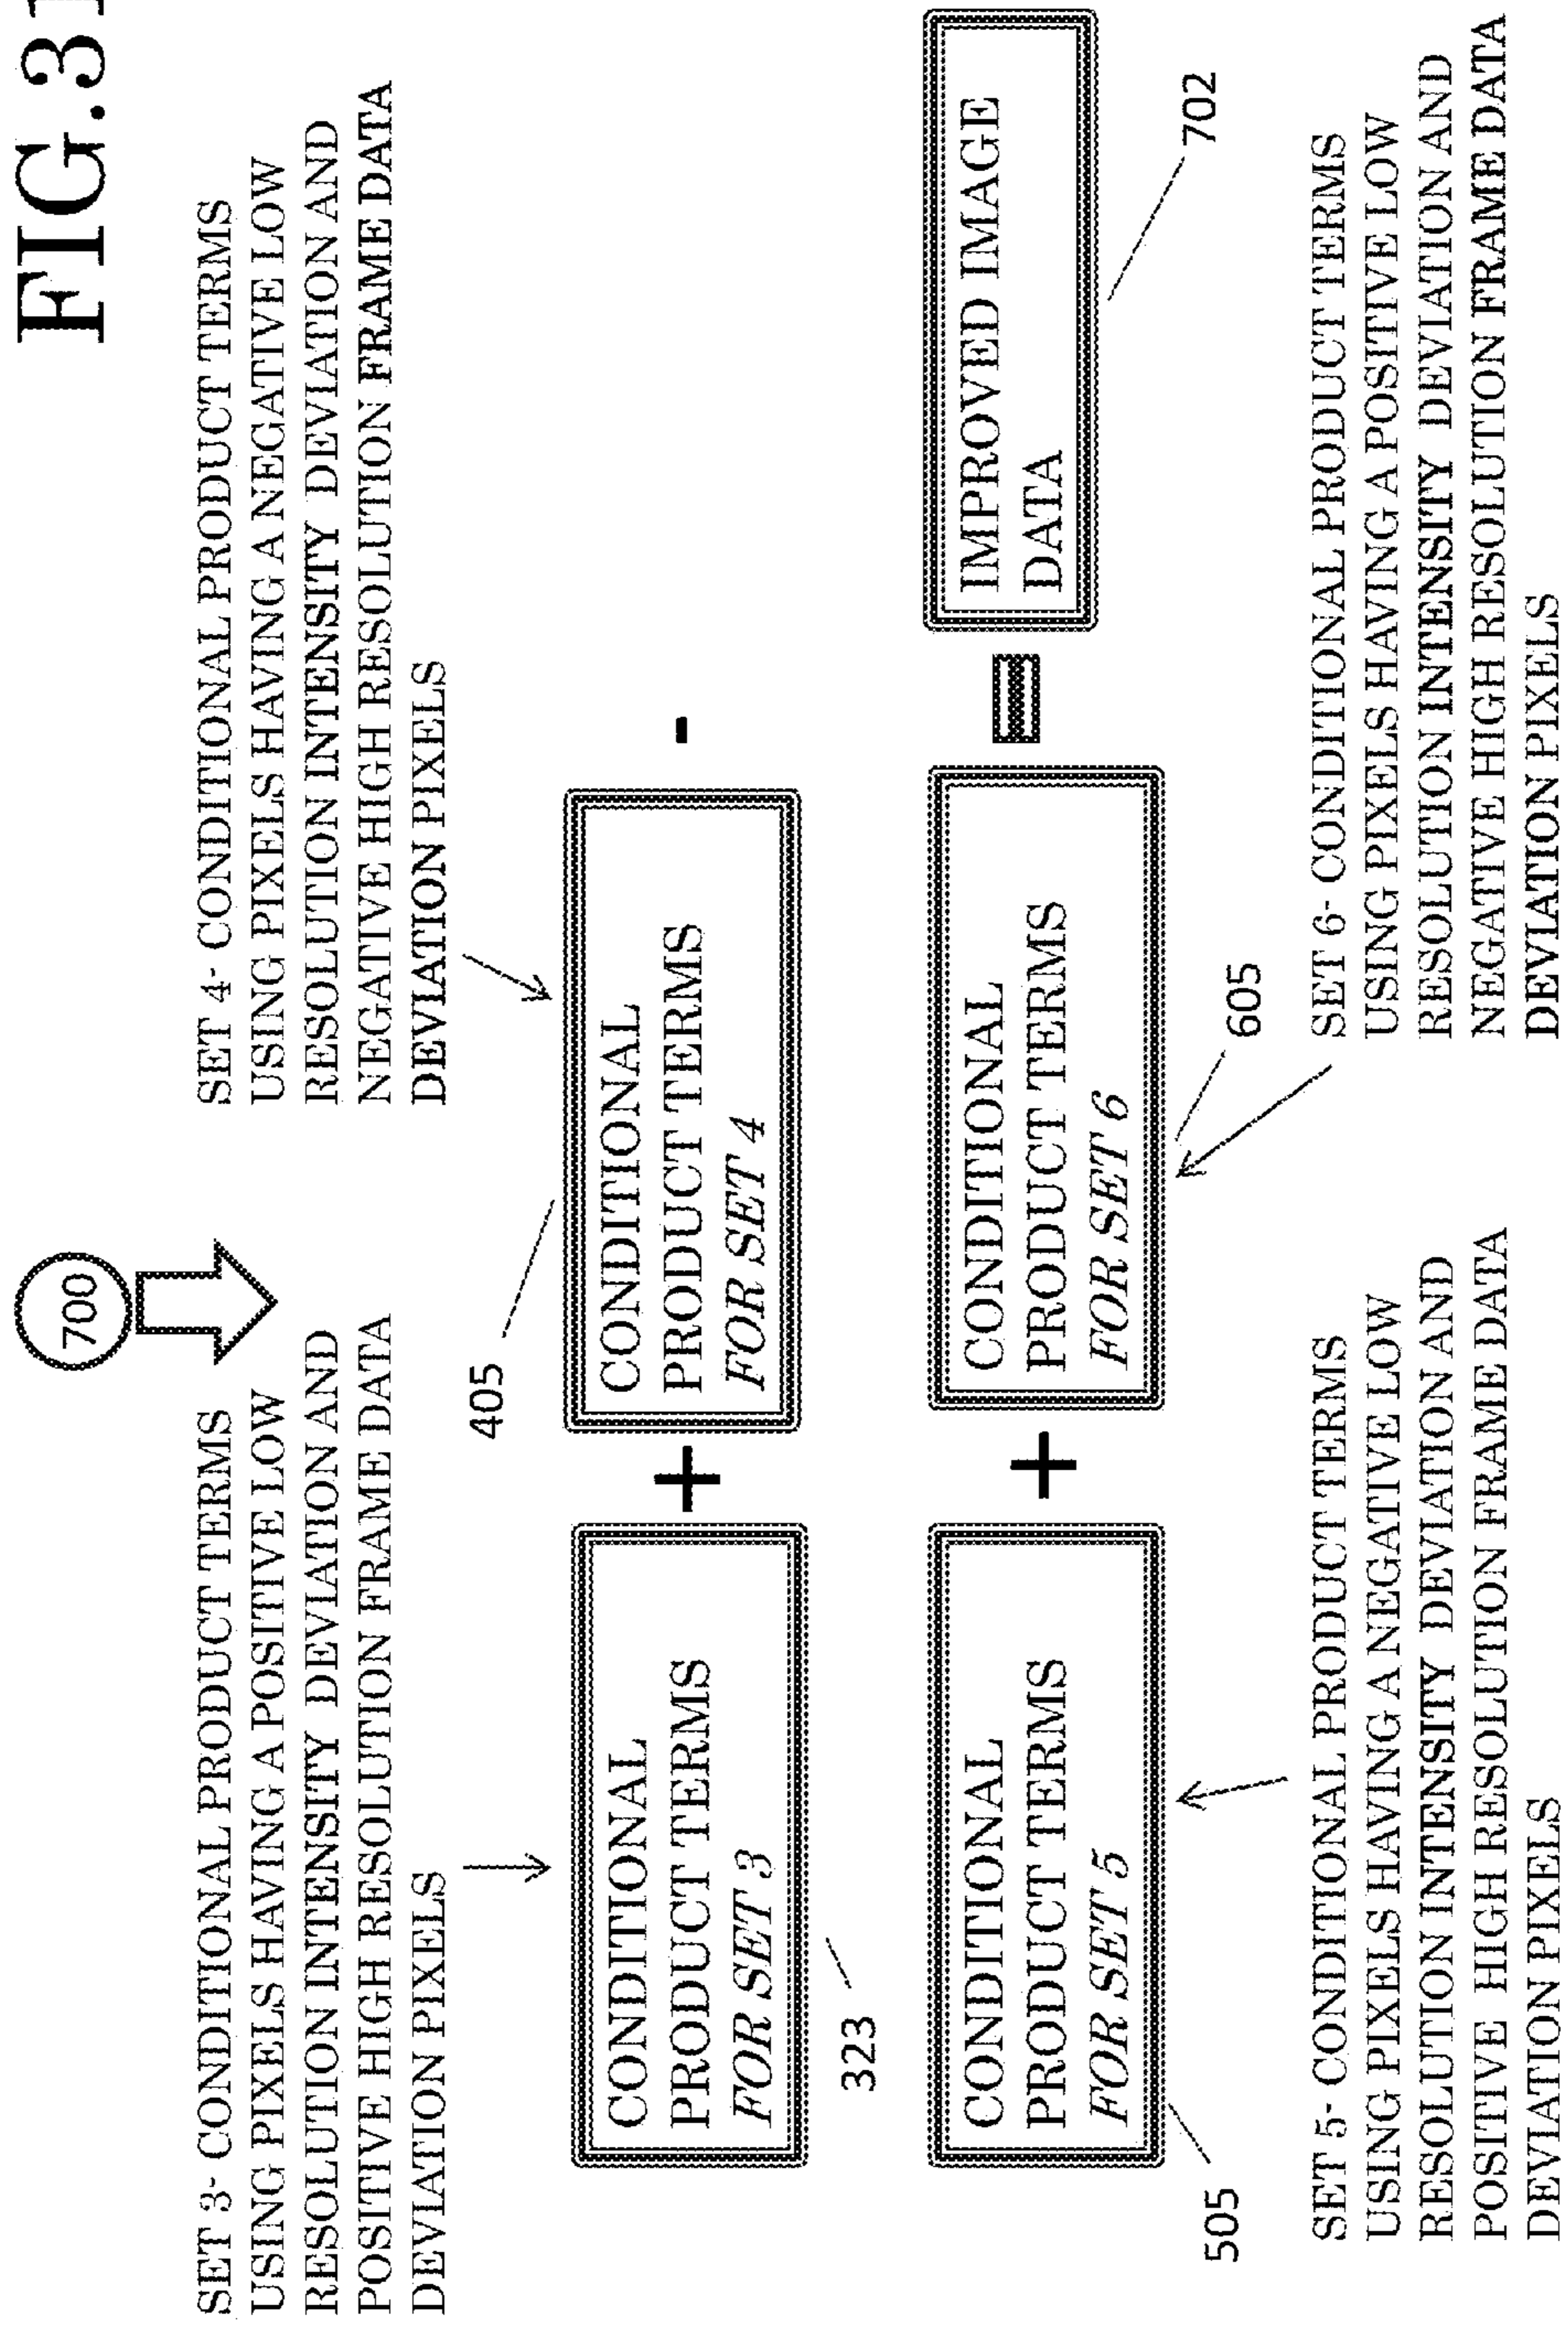 FIG.31
700
SET 3- CONDITIONAL PRODUCT TERMS
USING PIXELS HAVING A POSITIVE LOW
RESOLUTION INTENSITY DEVIATION AND
POSITIVE HIGH RESOLUTION FRAME DATA
DEVIATION PIXELS
SET 4- CONDITIONAL PRODUCT TERMS
USING PIXELS HAVING A NEGATIVE LOW
RESOLUTION INTENSITY DEVIATION AND
NEGATIVE HIGH RESOLUTION FRAME DATA
DEVIATION PIXELS
405
CONDITIONAL
PRODUCT TERMS
FOR SET 3
+
CONDITIONAL
PRODUCT TERMS
FOR SET 4
-
323
CONDITIONAL
PRODUCT TERMS
FOR SET 5
+
CONDITIONAL
PRODUCT TERMS
FOR SET 6
=
IMPROVED IMAGE
DATA
505
605
702
SET 5- CONDITIONAL PRODUCT TERMS
USING PIXELS HAVING A NEGATIVE LOW
RESOLUTION INTENSITY DEVIATION AND
POSITIVE HIGH RESOLUTION FRAME DATA
DEVIATION PIXELS
SET 6- CONDITIONAL PRODUCT TERMS
USING PIXELS HAVING A POSITIVE LOW
RESOLUTION INTENSITY DEVIATION AND
NEGATIVE HIGH RESOLUTION FRAME DATA
DEVIATION PIXELS